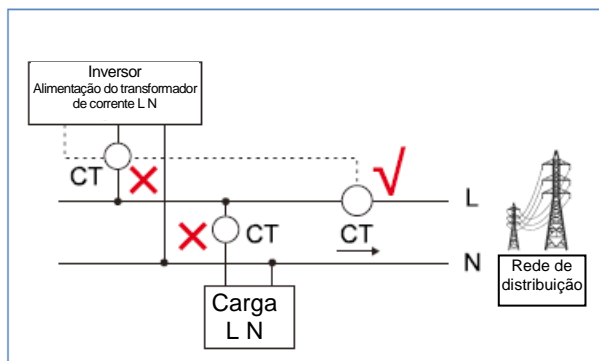 Inversor
Alimentação do transformador
de corrente L N
CT
CT
CT
L
N
Carga
L N
Rede de
distribuição